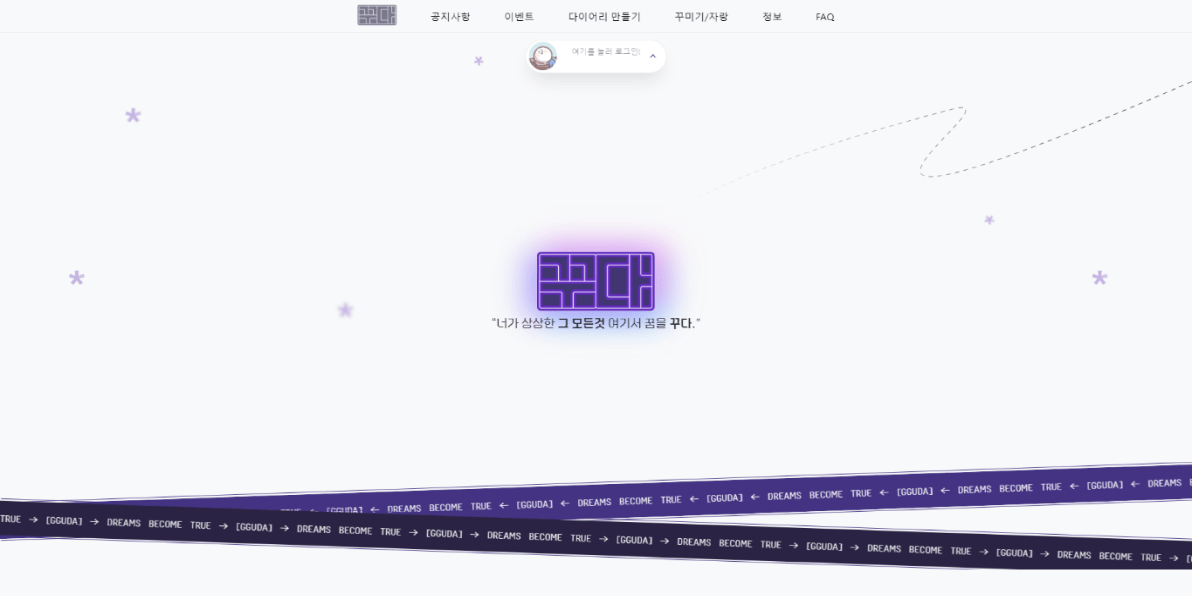 꾸다 공지사항 이벤트 다이어리 만들기 꾸미기/자랑 정보 FAQ
여기를 눌러 로그인!
꾸다
"너가 상상한 그 모든것 여기서 꿈을 꾸다."
TRUE ← [GGUDA] ← DREAMS BECOME TRUE ← [GGUDA] ← DREAMS BECOME TRUE ← [GGUDA] ← DREAMS BECOME TRUE ← [GGUDA] ← DREAMS BECOME TRUE ← [GGUDA] ← DREAMS
TRUE → [GGUDA] → DREAMS BECOME TRUE → [GGUDA] → DREAMS BECOME TRUE → [GGUDA] → DREAMS BECOME TRUE → [GGUDA] → DREAMS BECOME TRUE → [GGUDA] → DREAMS BECOME TRUE → [GGUDA] → DREAMS BECOME TRUE →